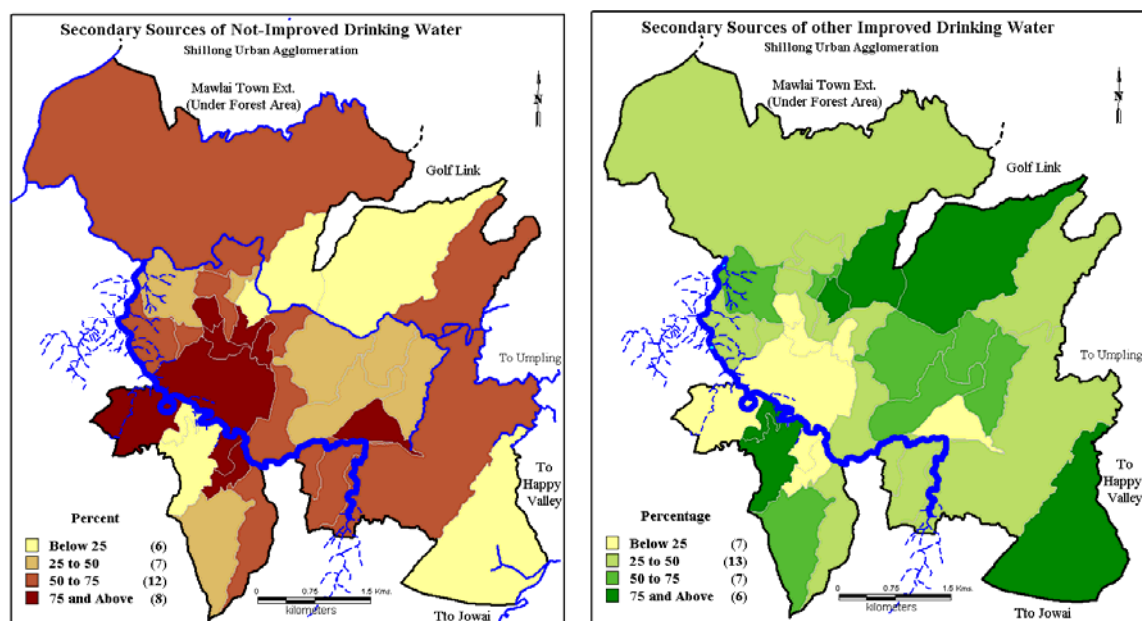 Secondary Sources of Not-Improved Drinking Water
Shillong Urban Agglomeration
Mawlai Town Ext.
(Under Forest Area)
N
Golf Link
To Umpling
To
Happy
Valley
Percent
Below 25 (6)
25 to 50 (7)
50 to 75 (12)
75 and Above (8)
0 0.75 1.5 Kms.
kilometers
Tto Jowai
Secondary Sources of other Improved Drinking Water
Shillong Urban Agglomeration
Mawlai Town Ext.
(Under Forest Area)
N
Golf Link
To Umpling
To
Happy
Valley
Percentage
Below 25 (7)
25 to 50 (13)
50 to 75 (7)
75 and Above (6)
0 0.75 1.5 Kms.
kilometers
Tto Jowai